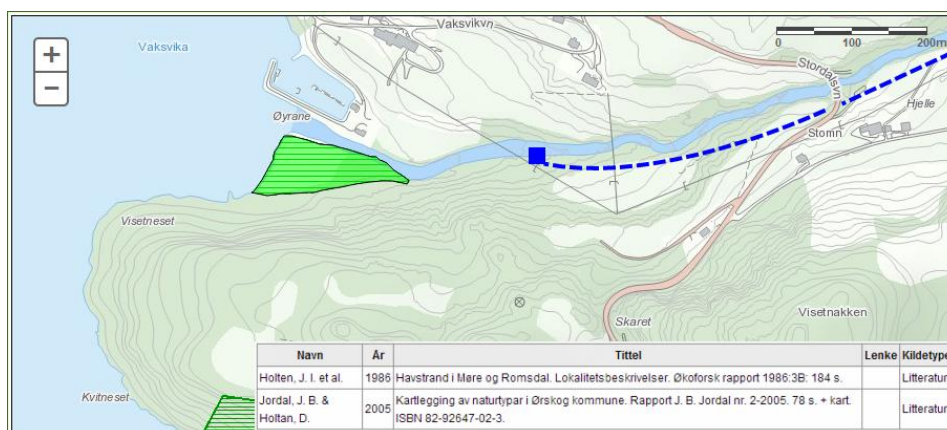 Vaksvika
Vaksvikvn
0 100 200m
Stordalsvn
Øyrane
Hjelle
Stomn
Visetneset
Visetnakken
Skaret
Kvitneset
Navn År Tittel Lenke Kildetype
Holten, J. I. et al. 1986 Havstrand i Møre og Romsdal. Lokalitetsbeskrivelser. Økoforsk rapport 1986:3B: 184 s. Litteratur
Jordal, J. B. & Holtan, D. 2005 Kartlegging av naturtypar i Ørskog kommune. Rapport J. B. Jordal nr. 2-2005. 78 s. + kart. Litteratur
ISBN 82-92647-02-3.